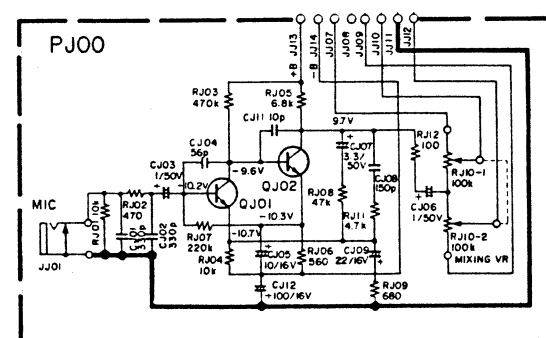 PJ00
+B JJ13
-B JJ14
JJ07
JJ08
JJ09
JJ10
JJ11
JJ12
RJ03
470k
RJ05
6.8k
CJ11 10p
9.7V
CJ04
56p
CJ03
1/50V
-10.2V
-9.6V
QJ02
QJ01
+
CJ07
3.3/
50V
CJ08
150p
RJ12
100
RJ10-1
100k
MIC
JJ01
RJ01 10k
RJ02
470
CJ01
330p
CJ02
330p
RJ07
220k
-10.3V
-10.7V
RJ08
47k
RJ11
4.7k
+
CJ06
1/50V
RJ10-2
100k
MIXING VR
RJ04
10k
+
CJ05
10/16V
RJ06
560
CJ09
22/16V
+
CJ12
+100/16V
RJ09
680